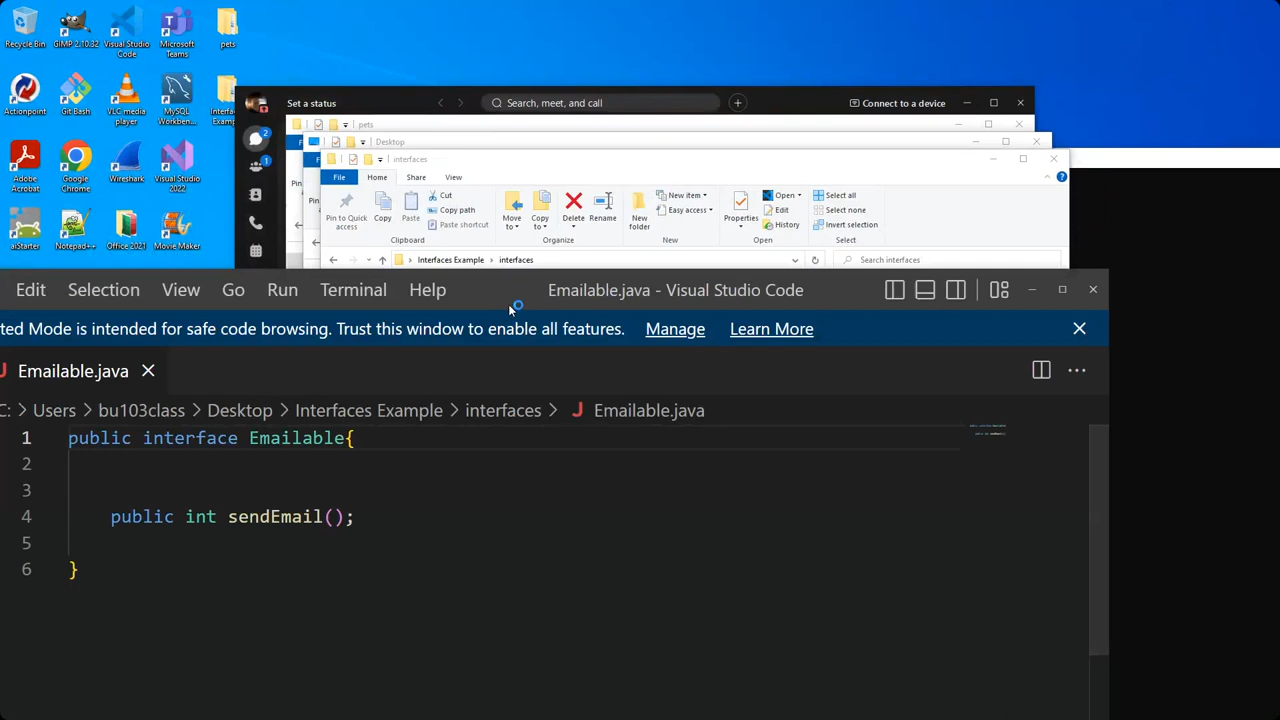 Recycle Bin
GIMP 2.10.32
Visual Studio
Code
Microsoft
Teams
pets
Actionpoint
Git Bash
VLC media
player
MySQL
Workben...
Interfaces
Adobe
Acrobat
Google
Chrome
Wireshark
Visual Studio
2022
aiStarter
Notepad++
Office 2021
Movie Maker
Set a status
Search, meet, and call
Connect to a device
2
1
pets
Desktop
interfaces
File
Home
Share
View
Pin to Quick
access
Copy
Paste
Cut
Copy path
Paste shortcut
Clipboard
Move
to
Copy
to
Delete
Rename
Organize
New
folder
New item
Easy access
New
Properties
Open
Edit
History
Open
Select all
Select none
Invert selection
Select
Interfaces Example
interfaces
Search interfaces
Edit Selection View Go Run Terminal Help
Emailable.java - Visual Studio Code
ted Mode is intended for safe code browsing. Trust this window to enable all features. Manage Learn More
J Emailable.java
C: > Users > bu103class > Desktop > Interfaces Example > interfaces > J Emailable.java
1 public interface Emailable{
2
3
4 public int sendEmail();
5
6 }